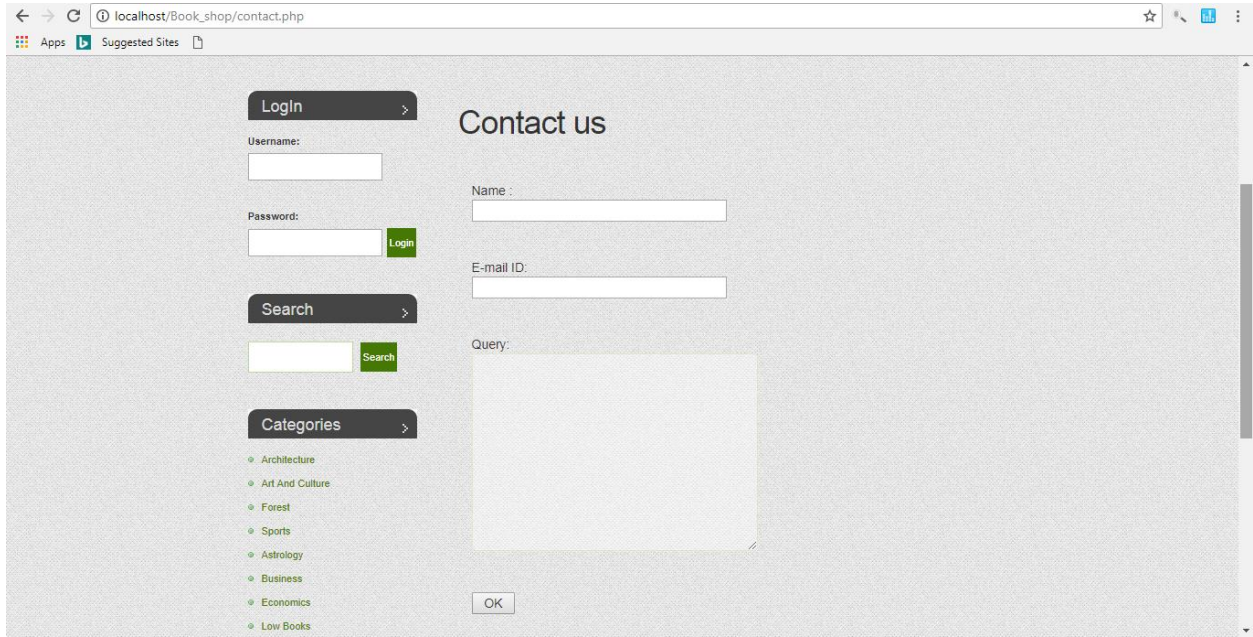 localhost/Book_shop/contact.php
Apps Suggested Sites
LogIn
Username:
Password:
Login
Search
Search
Categories
Architecture
Art And Culture
Forest
Sports
Astrology
Business
Economics
Low Books
Contact us
Name :
E-mail ID:
Query:
OK